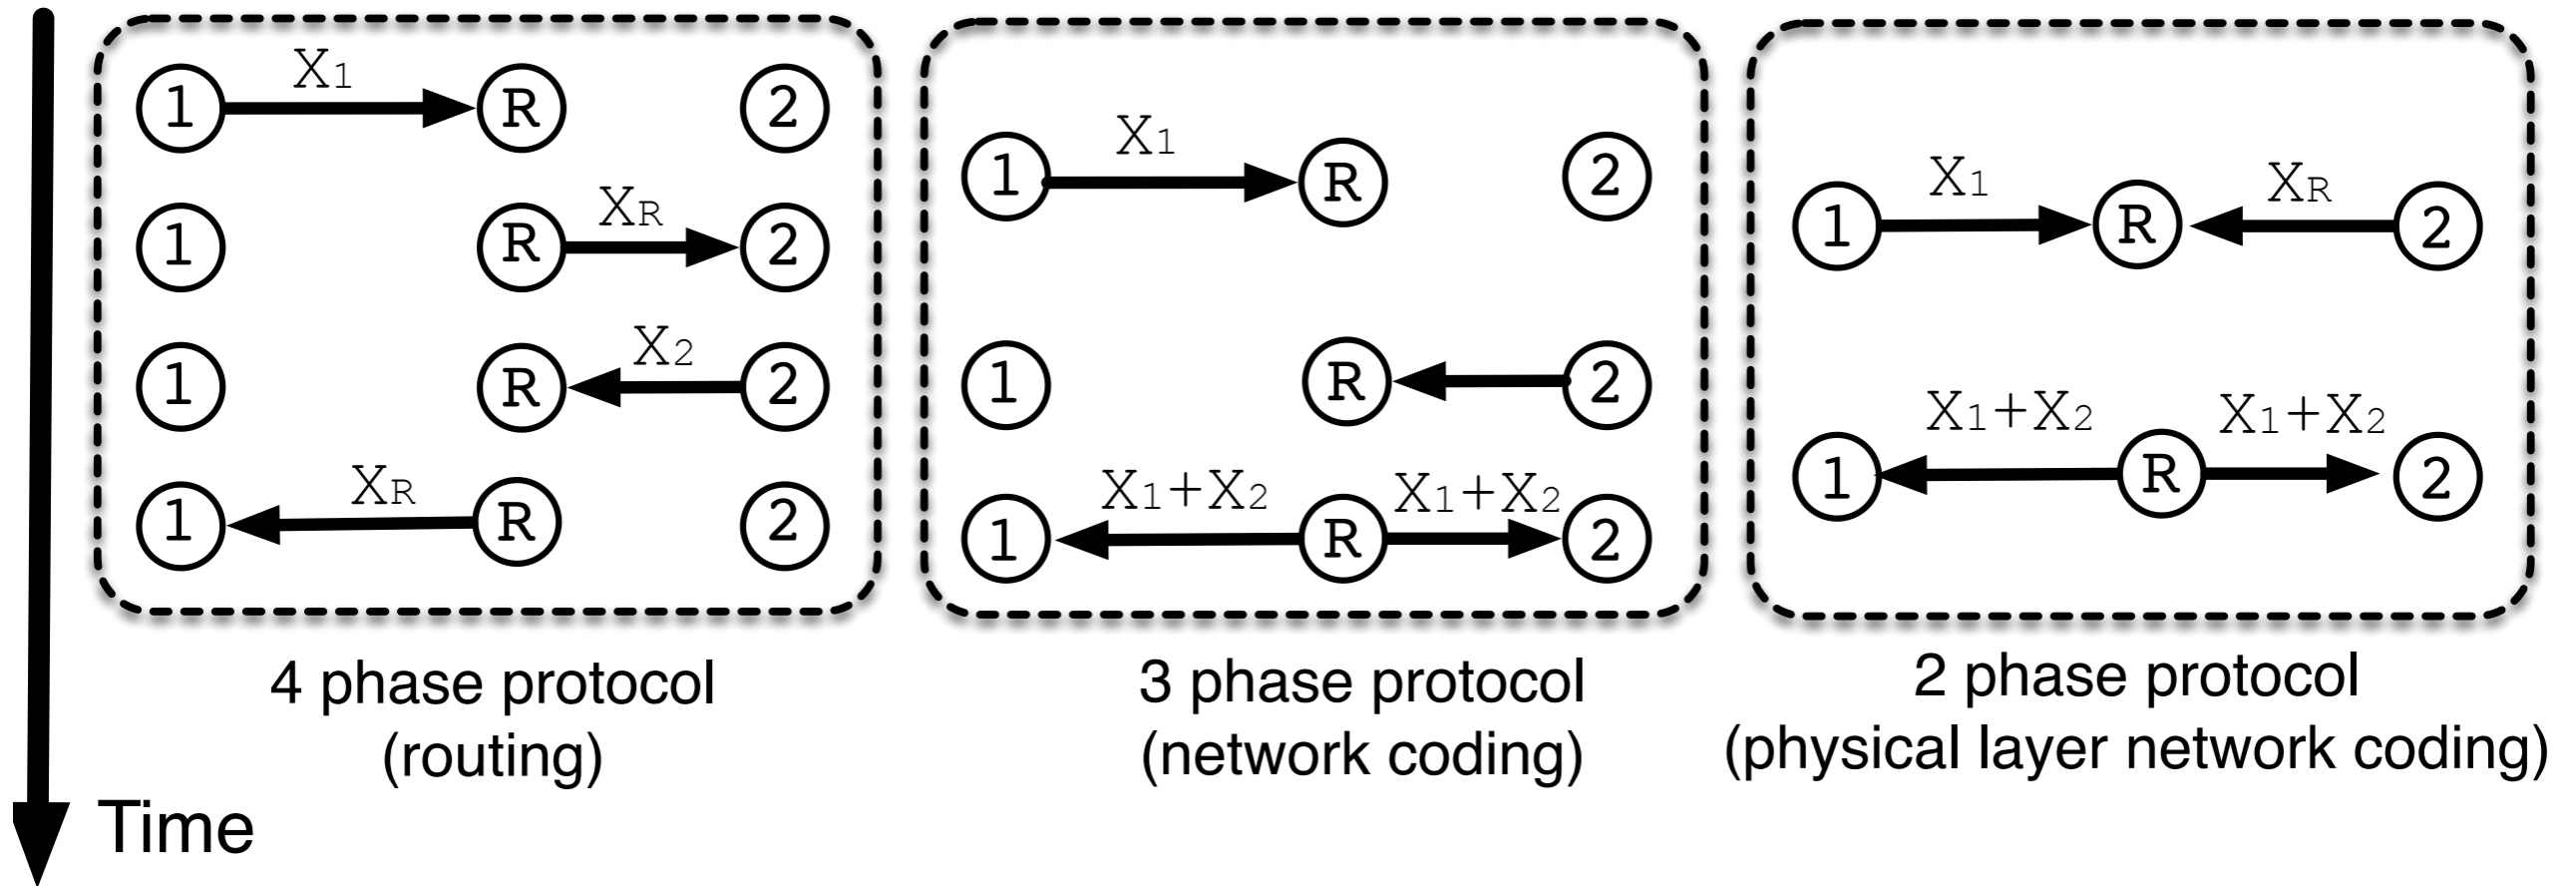 X1
1 R 2
XR
1 R 2
X2
1 R 2
XR
1 R 2
4 phase protocol
(routing)
X1
1 R 2
1 R 2
X1+X2 X1+X2
1 R 2
3 phase protocol
(network coding)
X1 XR
1 R 2
X1+X2 X1+X2
1 R 2
2 phase protocol
(physical layer network coding)
Time